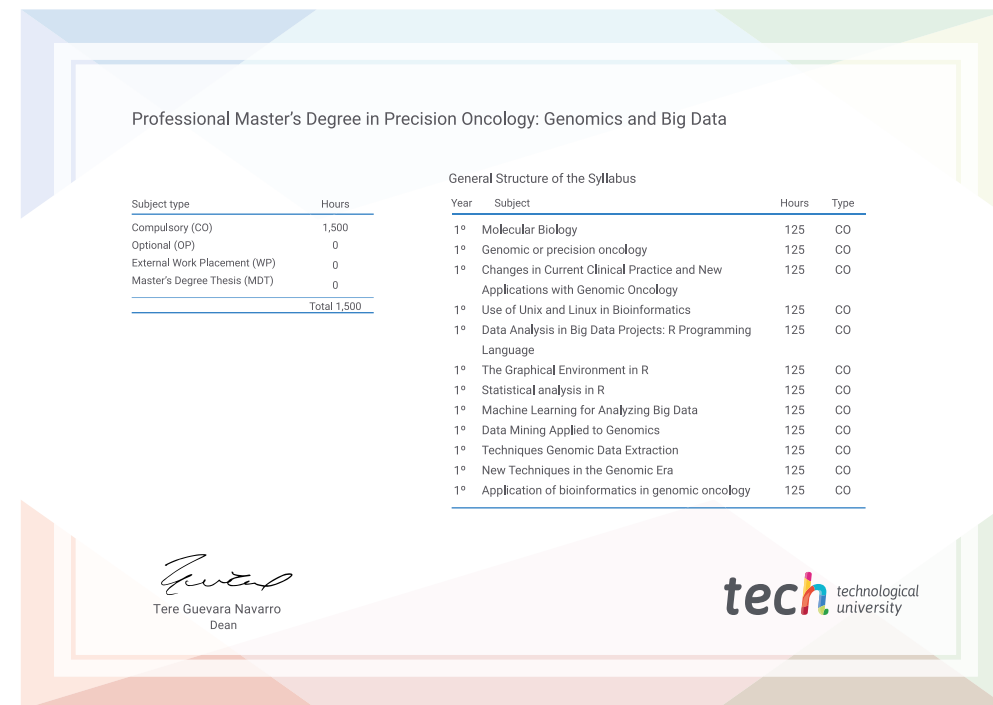 Professional Master's Degree in Precision Oncology: Genomics and Big Data
Subject type Hours
Compulsory (CO) 1,500
Optional (OP) 0
External Work Placement (WP) 0
Master's Degree Thesis (MDT) 0
Total 1,500
General Structure of the Syllabus
Year Subject Hours Type
1º Molecular Biology 125 CO
1º Genomic or precision oncology 125 CO
1º Changes in Current Clinical Practice and New 125 CO
Applications with Genomic Oncology
1º Use of Unix and Linux in Bioinformatics 125 CO
1º Data Analysis in Big Data Projects: R Programming 125 CO
Language
1º The Graphical Environment in R 125 CO
1º Statistical analysis in R 125 CO
1º Machine Learning for Analyzing Big Data 125 CO
1º Data Mining Applied to Genomics 125 CO
1º Techniques Genomic Data Extraction 125 CO
1º New Techniques in the Genomic Era 125 CO
1º Application of bioinformatics in genomic oncology 125 CO
Tere Guevara Navarro
Dean
tech technological
university